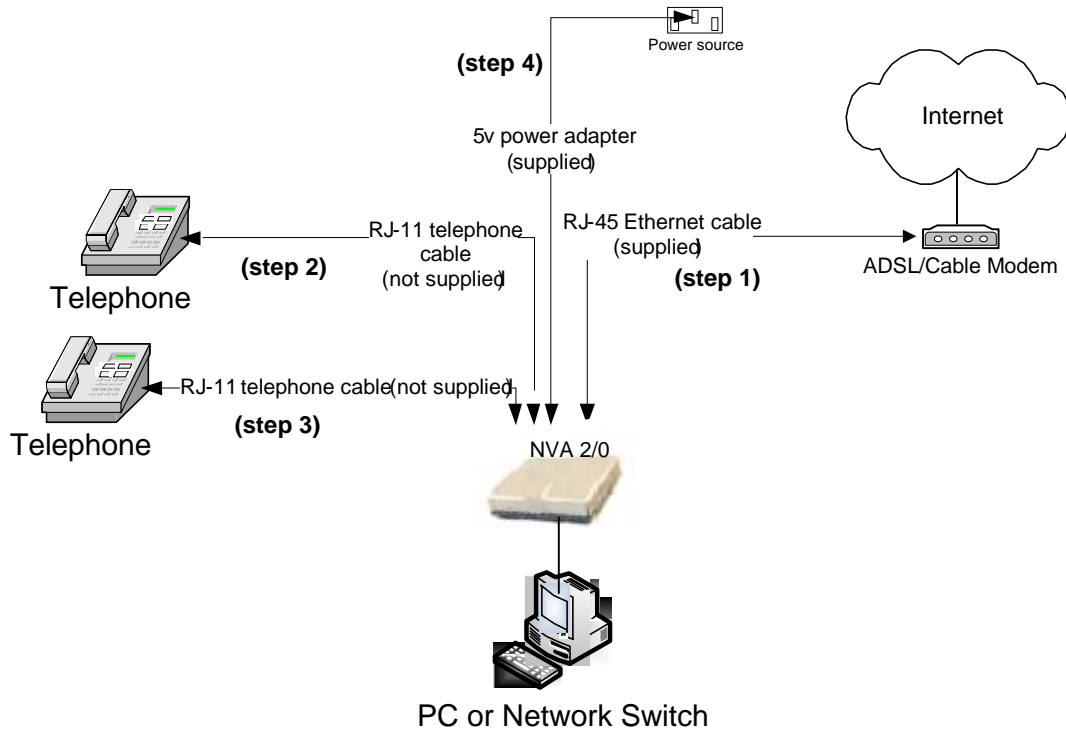 Power source
(step 4)
Internet
5v power adapter
(supplied)
RJ-11 telephone
cable
(not supplied)
RJ-45 Ethernet cable
(supplied)
(step 2)
(step 1)
ADSL/Cable Modem
Telephone
RJ-11 telephone cable(not supplied)
(step 3)
Telephone
NVA 2/0
PC or Network Switch